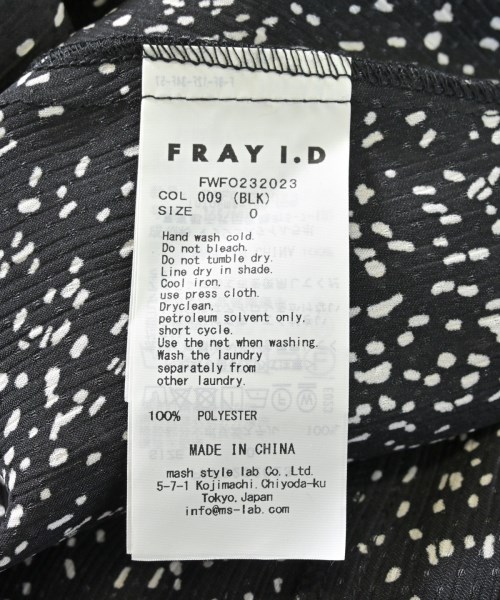 FRAY I.D
FWFO232023
COL 009 (BLK)
SIZE 0
Hand wash cold.
Do not bleach.
Do not tumble dry.
Line dry in shade.
Cool iron,
use press cloth.
Dryclean,
petroleum solvent only,
short cycle.
Use the net when washing.
Wash the laundry
separately from
other laundry.
100% POLYESTER
MADE IN CHINA
mash style lab Co.,Ltd.
5-7-1 Kojimachi,Chiyoda-ku
Tokyo,Japan
info@ms-lab.com